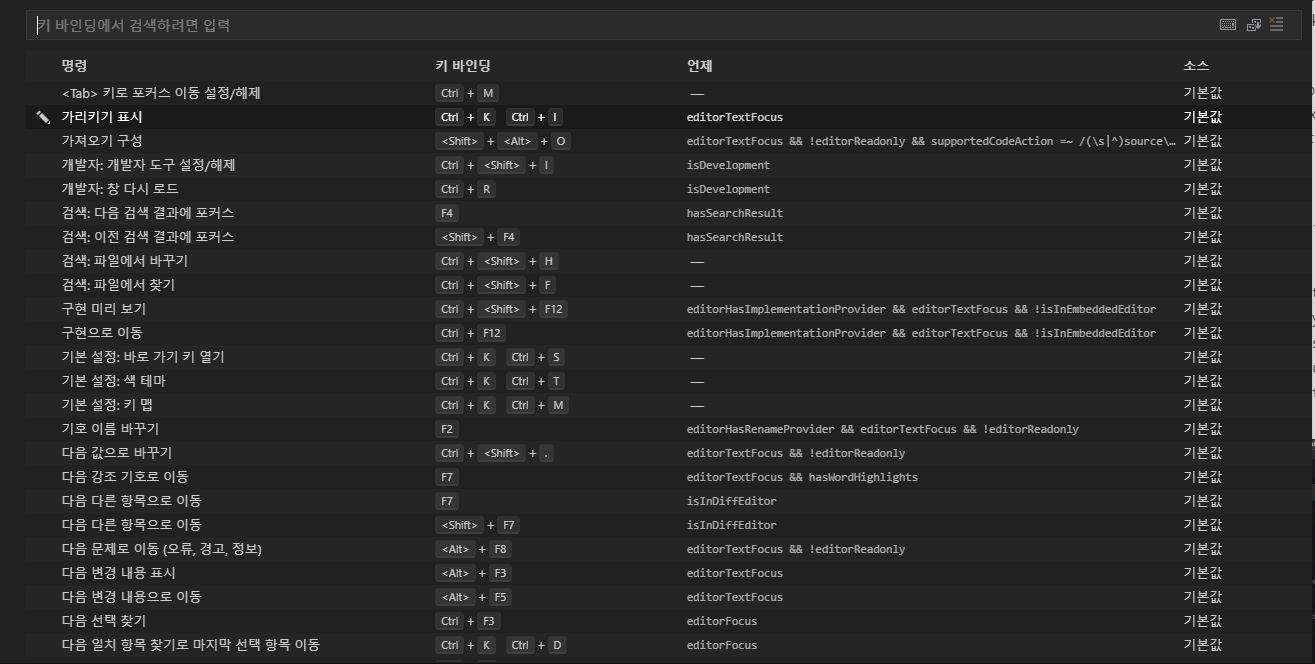 키 바인딩에서 검색하려면 입력
명령 키 바인딩 언제 소스
<Tab> 키로 포커스 이동 설정/해제 Ctrl + M — 기본값
가리키기 표시 Ctrl + K Ctrl + I editorTextFocus 기본값
가져오기 구성 <Shift> + <Alt> + O editorTextFocus && !editorReadonly && supportedCodeAction =~ /(\s|^)source\… 기본값
개발자: 개발자 도구 설정/해제 Ctrl + <Shift> + I isDevelopment 기본값
개발자: 창 다시 로드 Ctrl + R isDevelopment 기본값
검색: 다음 검색 결과에 포커스 F4 hasSearchResult 기본값
검색: 이전 검색 결과에 포커스 <Shift> + F4 hasSearchResult 기본값
검색: 파일에서 바꾸기 Ctrl + <Shift> + H — 기본값
검색: 파일에서 찾기 Ctrl + <Shift> + F — 기본값
구현 미리 보기 Ctrl + <Shift> + F12 editorHasImplementationProvider && editorTextFocus && !isInEmbeddedEditor 기본값
구현으로 이동 Ctrl + F12 editorHasImplementationProvider && editorTextFocus && !isInEmbeddedEditor 기본값
기본 설정: 바로 가기 키 열기 Ctrl + K Ctrl + S — 기본값
기본 설정: 색 테마 Ctrl + K Ctrl + T — 기본값
기본 설정: 키 맵 Ctrl + K Ctrl + M — 기본값
기호 이름 바꾸기 F2 editorHasRenameProvider && editorTextFocus && !editorReadonly 기본값
다음 값으로 바꾸기 Ctrl + <Shift> + . editorTextFocus && !editorReadonly 기본값
다음 강조 기호로 이동 F7 editorTextFocus && hasWordHighlights 기본값
다음 다른 항목으로 이동 F7 isInDiffEditor 기본값
다음 다른 항목으로 이동 <Shift> + F7 isInDiffEditor 기본값
다음 문제로 이동 (오류, 경고, 정보) <Alt> + F8 editorTextFocus && !editorReadonly 기본값
다음 변경 내용 표시 <Alt> + F3 editorTextFocus 기본값
다음 변경 내용으로 이동 <Alt> + F5 editorTextFocus 기본값
다음 선택 찾기 Ctrl + F3 editorFocus 기본값
다음 일치 항목 찾기로 마지막 선택 항목 이동 Ctrl + K Ctrl + D editorFocus 기본값